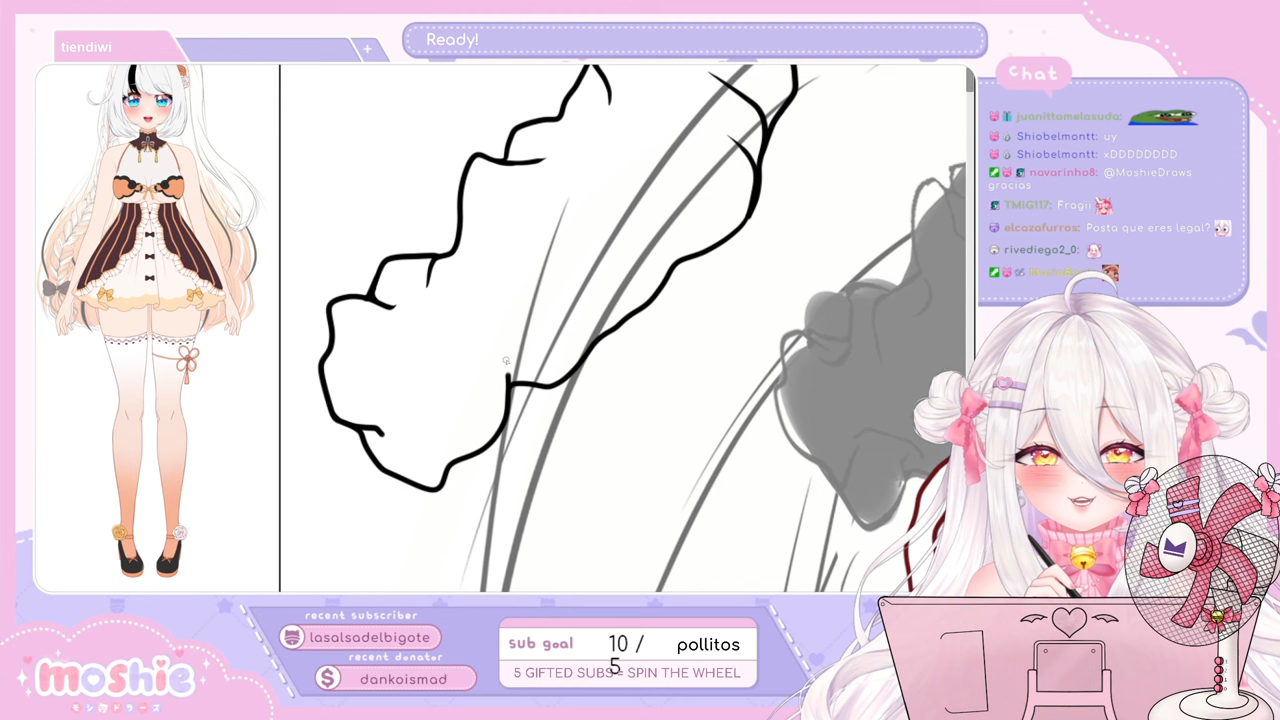 tiendiwi
+
Ready!
Chat
juanittomelasuda:
Shiobelmontt: uy
Shiobelmontt: xDDDDDDDD
navarinho8: @MoshieDraws
gracias
TMiG117: Fragii
elcazafurros: Posta que eres legal?
rivediego2_0:
recent subscriber
lasalsadelbigote
recent donator
$ dankoismad
sub goal 10 / 5 pollitos
5 GIFTED SUBS = SPIN THE WHEEL
moshie